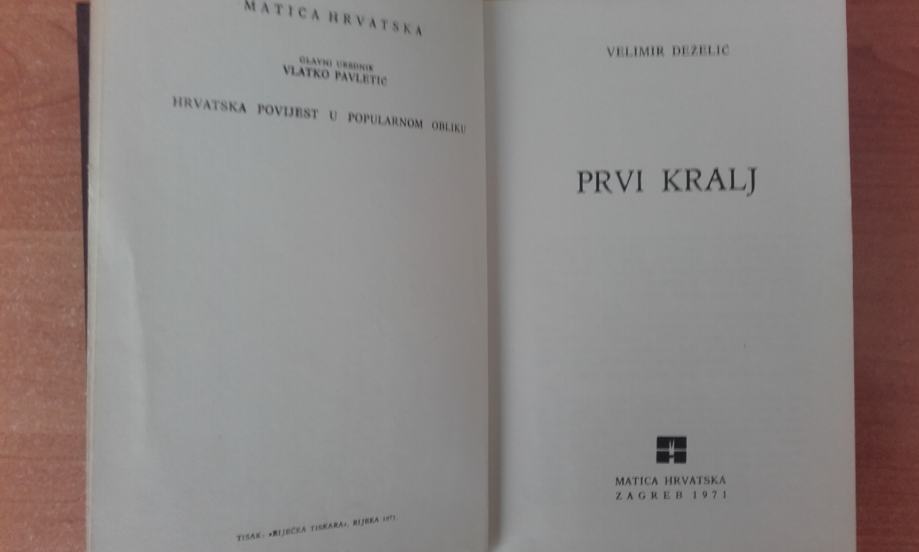 MATICA HRVATSKA
GLAVNI UREDNIK
VLATKO PAVLETIĆ
HRVATSKA POVIJEST U POPULARNOM OBLIKU
TISAK: »RIJEČKA TISKARA«, RIJEKA 1971.
VELIMIR DEŽELIĆ
PRVI KRALJ
MATICA HRVATSKA
ZAGREB 1971